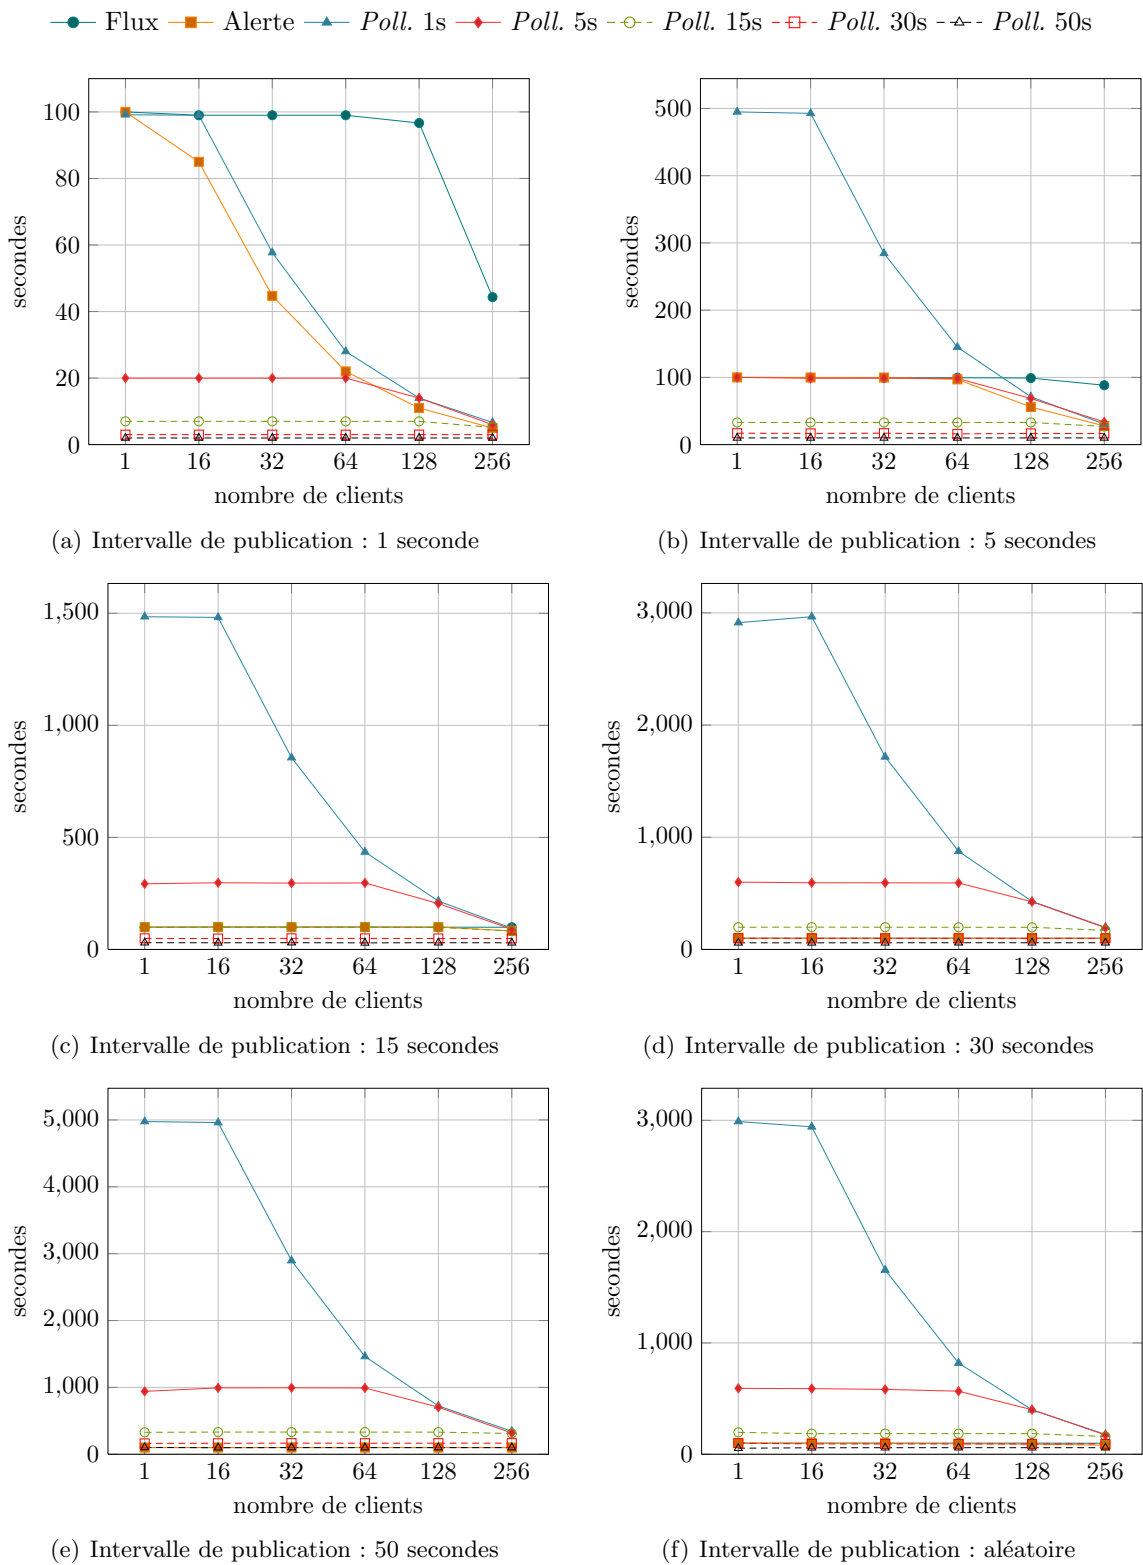 Flux Alerte Poll. 1s Poll. 5s Poll. 15s Poll. 30s Poll. 50s
100
80
60
40
20
0
secondes
1 16 32 64 128 256
nombre de clients
(a) Intervalle de publication : 1 seconde
500
400
300
200
100
0
secondes
1 16 32 64 128 256
nombre de clients
(b) Intervalle de publication : 5 secondes
1,500
1,000
500
0
secondes
1 16 32 64 128 256
nombre de clients
(c) Intervalle de publication : 15 secondes
3,000
2,000
1,000
0
secondes
1 16 32 64 128 256
nombre de clients
(d) Intervalle de publication : 30 secondes
5,000
4,000
3,000
2,000
1,000
0
secondes
1 16 32 64 128 256
nombre de clients
(e) Intervalle de publication : 50 secondes
3,000
2,000
1,000
0
secondes
1 16 32 64 128 256
nombre de clients
(f) Intervalle de publication : aléatoire